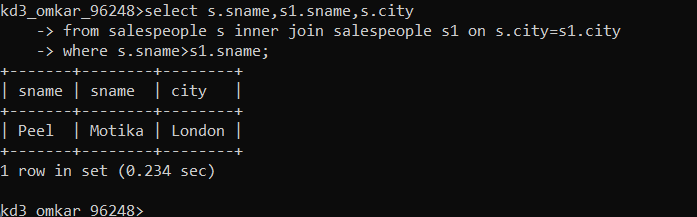 kd3_omkar_96248>select s.sname,s1.sname,s.city
    -> from salespeople s inner join salespeople s1 on s.city=s1.city
    -> where s.sname>s1.sname;
+-------+--------+--------+
| sname | sname  | city   |
+-------+--------+--------+
| Peel  | Motika | London |
+-------+--------+--------+
1 row in set (0.234 sec)

kd3_omkar_96248>